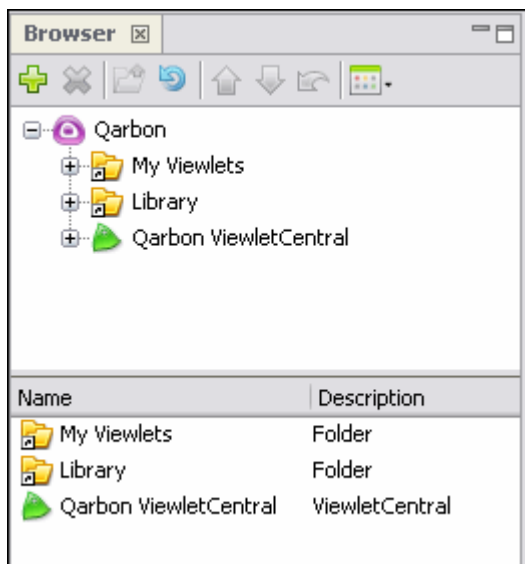 Browser
Qarbon
My Viewlets
Library
Qarbon ViewletCentral
Name Description
My Viewlets Folder
Library Folder
Qarbon ViewletCentral ViewletCentral